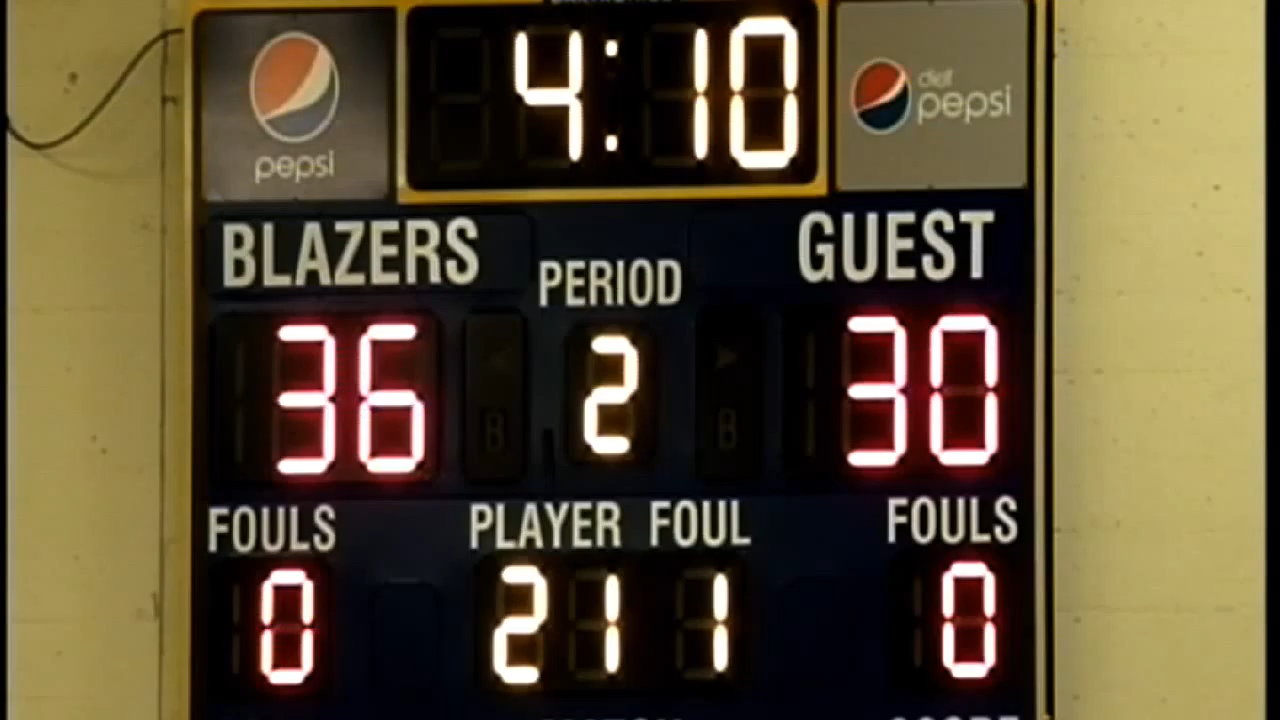 4:10
pepsi
diet
pepsi
BLAZERS
GUEST
PERIOD
36
2
30
FOULS
PLAYER FOUL
FOULS
0
21 1
0